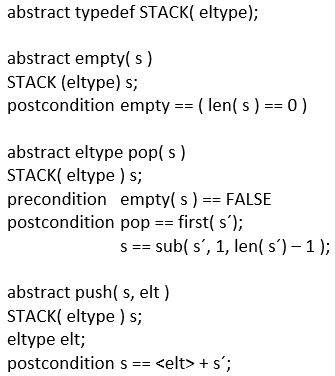 abstract typedef STACK( eltype);
abstract empty( s )
STACK (eltype) s;
postcondition empty == ( len( s ) == 0 )
abstract eltype pop( s )
STACK( eltype ) s;
precondition empty( s ) == FALSE
postcondition pop == first( s´);
s == sub( s´, 1, len( s´) – 1 );
abstract push( s, elt )
STACK( eltype ) s;
eltype elt;
postcondition s == <elt> + s´;